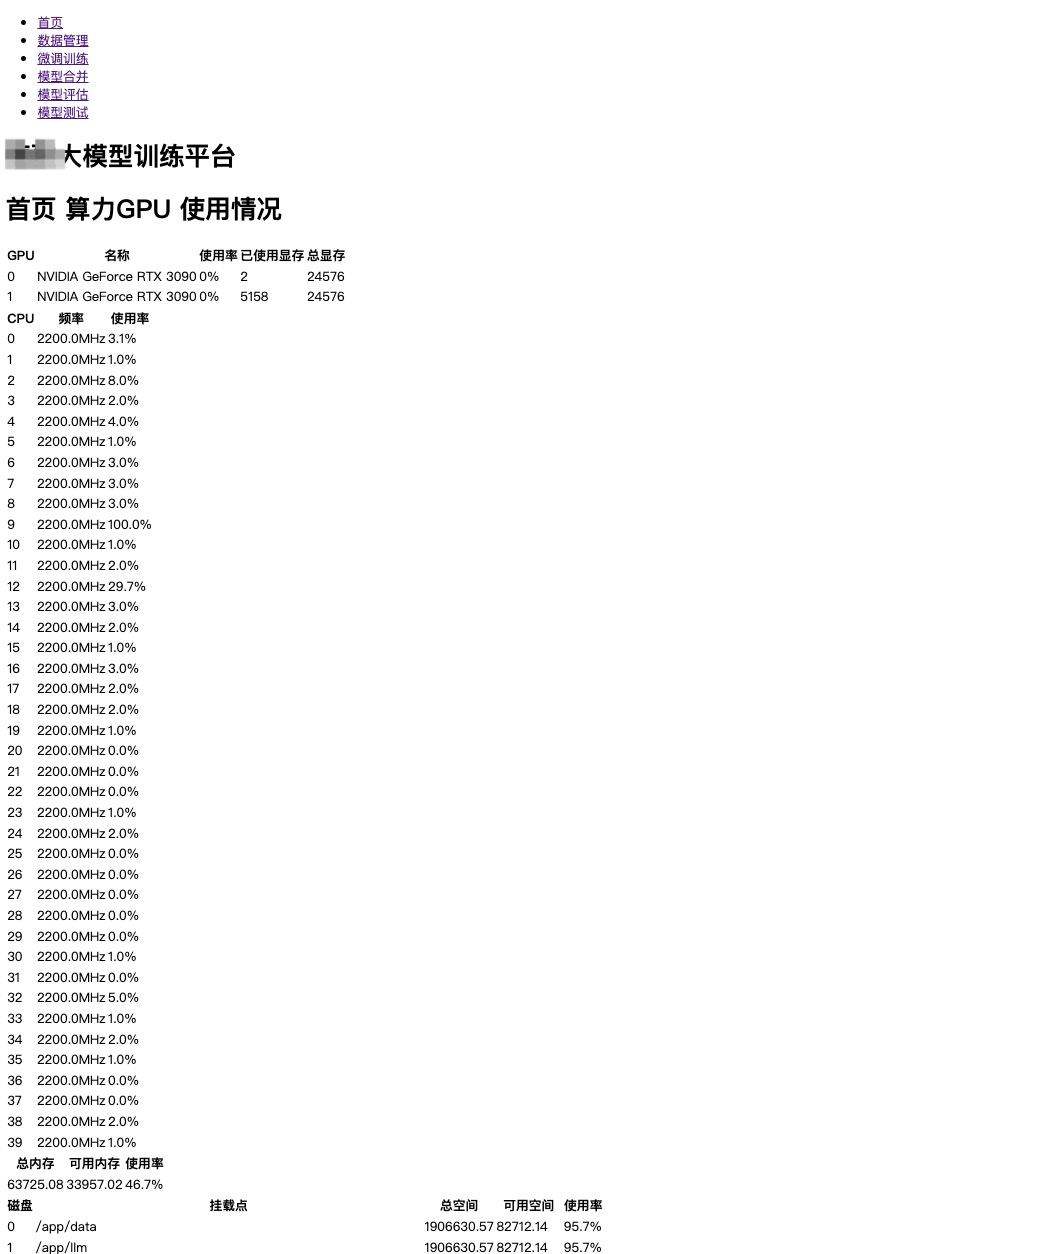 首页
数据管理
微调训练
模型合并
模型评估
模型测试
大模型训练平台
首页 算力GPU 使用情况
GPU 名称 使用率 已使用显存 总显存
0 NVIDIA GeForce RTX 3090 0% 2 24576
1 NVIDIA GeForce RTX 3090 0% 5158 24576
CPU 频率 使用率
0 2200.0MHz 3.1%
1 2200.0MHz 1.0%
2 2200.0MHz 8.0%
3 2200.0MHz 2.0%
4 2200.0MHz 4.0%
5 2200.0MHz 1.0%
6 2200.0MHz 3.0%
7 2200.0MHz 3.0%
8 2200.0MHz 3.0%
9 2200.0MHz 100.0%
10 2200.0MHz 1.0%
11 2200.0MHz 2.0%
12 2200.0MHz 29.7%
13 2200.0MHz 3.0%
14 2200.0MHz 2.0%
15 2200.0MHz 1.0%
16 2200.0MHz 3.0%
17 2200.0MHz 2.0%
18 2200.0MHz 2.0%
19 2200.0MHz 1.0%
20 2200.0MHz 0.0%
21 2200.0MHz 0.0%
22 2200.0MHz 0.0%
23 2200.0MHz 1.0%
24 2200.0MHz 2.0%
25 2200.0MHz 0.0%
26 2200.0MHz 0.0%
27 2200.0MHz 0.0%
28 2200.0MHz 0.0%
29 2200.0MHz 0.0%
30 2200.0MHz 1.0%
31 2200.0MHz 0.0%
32 2200.0MHz 5.0%
33 2200.0MHz 1.0%
34 2200.0MHz 2.0%
35 2200.0MHz 1.0%
36 2200.0MHz 0.0%
37 2200.0MHz 0.0%
38 2200.0MHz 2.0%
39 2200.0MHz 1.0%
总内存 可用内存 使用率
63725.08 33957.02 46.7%
磁盘 挂载点 总空间 可用空间 使用率
0 /app/data 1906630.57 82712.14 95.7%
1 /app/llm 1906630.57 82712.14 95.7%